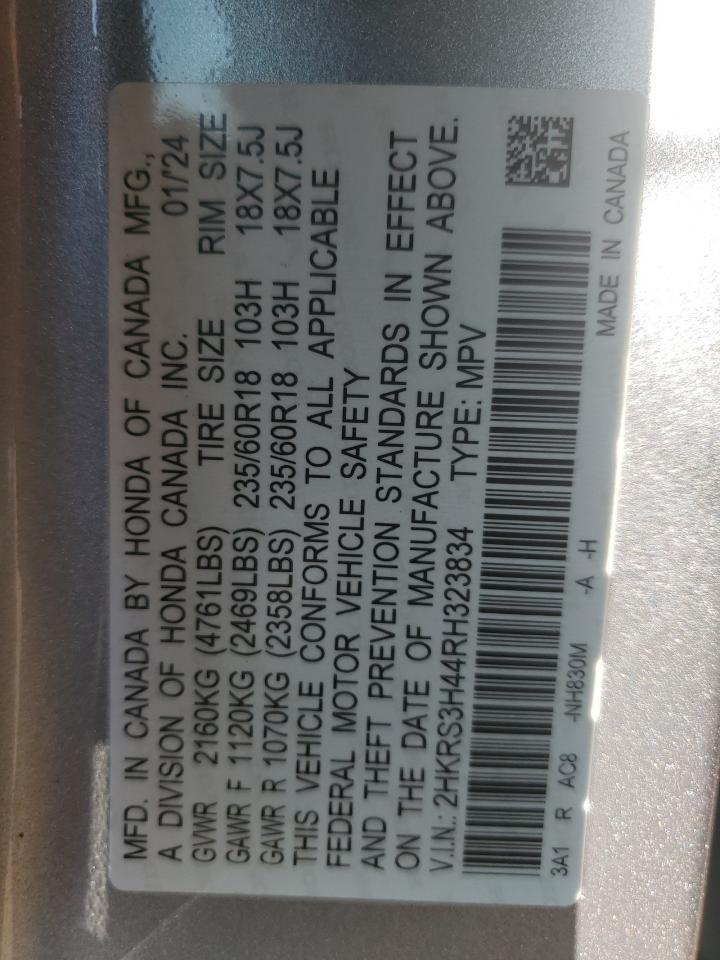 MFD. IN CANADA BY HONDA OF CANADA MFG.,
A DIVISION OF HONDA CANADA INC. 01/'24
GVWR 2160KG (4761LBS) TIRE SIZE RIM SIZE
GAWR F 1120KG (2469LBS) 235/60R18 103H 18X7.5J
GAWR R 1070KG (2358LBS) 235/60R18 103H 18X7.5J
THIS VEHICLE CONFORMS TO ALL APPLICABLE
FEDERAL MOTOR VEHICLE SAFETY
AND THEFT PREVENTION STANDARDS IN EFFECT
ON THE DATE OF MANUFACTURE SHOWN ABOVE.
V.I.N.: 2HKRS3H44RH323834 TYPE: MPV
3A1 R AC8 -NH830M -A -H
MADE IN CANADA